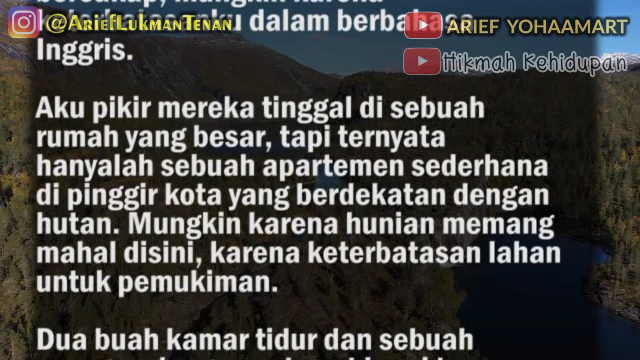 @AriefLukmanTenan
ARIEF YOHAAMART
Hikmah Kehidupan
dalam berbahasa
Inggris.
Aku pikir mereka tinggal di sebuah
rumah yang besar, tapi ternyata
hanyalah sebuah apartemen sederhana
di pinggir kota yang berdekatan dengan
hutan. Mungkin karena hunian memang
mahal disini, karena keterbatasan lahan
untuk pemukiman.
Dua buah kamar tidur dan sebuah